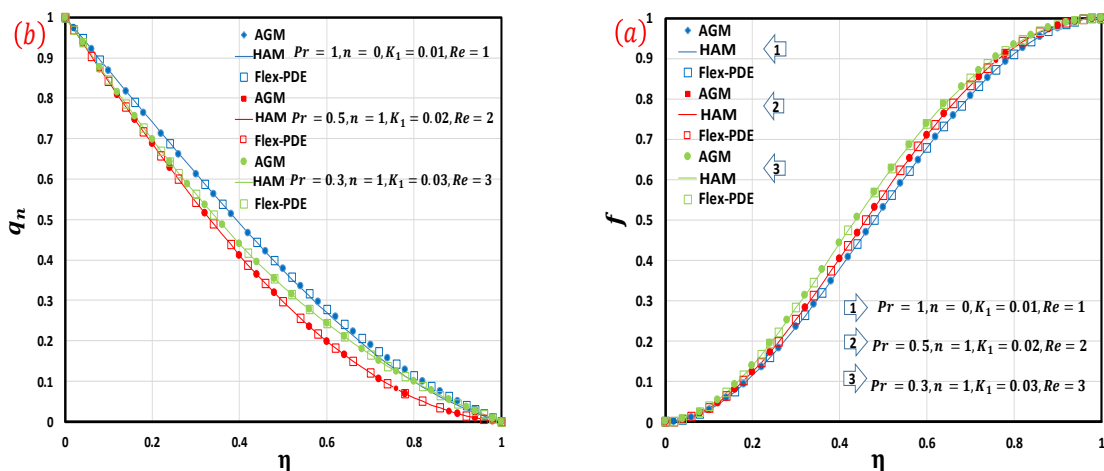 (b)
AGM
HAM Pr = 1, n = 0, K₁ = 0.01, Re = 1
Flex-PDE
AGM
HAM Pr = 0.5, n = 1, K₁ = 0.02, Re = 2
Flex-PDE
AGM
HAM Pr = 0.3, n = 1, K₁ = 0.03, Re = 3
Flex-PDE
qₙ
1
0.9
0.8
0.7
0.6
0.5
0.4
0.3
0.2
0.1
0
0 0.2 0.4 0.6 0.8 1
η
(a)
AGM
HAM 1
Flex-PDE
AGM
HAM 2
Flex-PDE
AGM
HAM 3
Flex-PDE
f
1
0.9
0.8
0.7
0.6
0.5
0.4
0.3
0.2
0.1
0
1 Pr = 1, n = 0, K₁ = 0.01, Re = 1
2 Pr = 0.5, n = 1, K₁ = 0.02, Re = 2
3 Pr = 0.3, n = 1, K₁ = 0.03, Re = 3
0 0.2 0.4 0.6 0.8 1
η